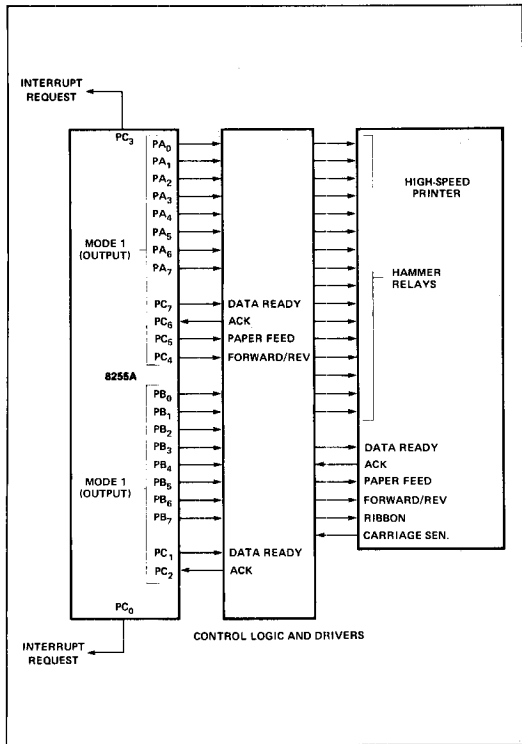 INTERRUPT
REQUEST
PC3
PA0
PA1
PA2
PA3
PA4
PA5
PA6
PA7
MODE 1
(OUTPUT)
PC7
PC6
PC5
PC4
DATA READY
ACK
PAPER FEED
FORWARD/REV
8255A
PB0
PB1
PB2
PB3
PB4
PB5
PB6
PB7
MODE 1
(OUTPUT)
PC1
PC2
DATA READY
ACK
PC0
INTERRUPT
REQUEST
CONTROL LOGIC AND DRIVERS
HIGH-SPEED
PRINTER
HAMMER
RELAYS
DATA READY
ACK
PAPER FEED
FORWARD/REV
RIBBON
CARRIAGE SEN.